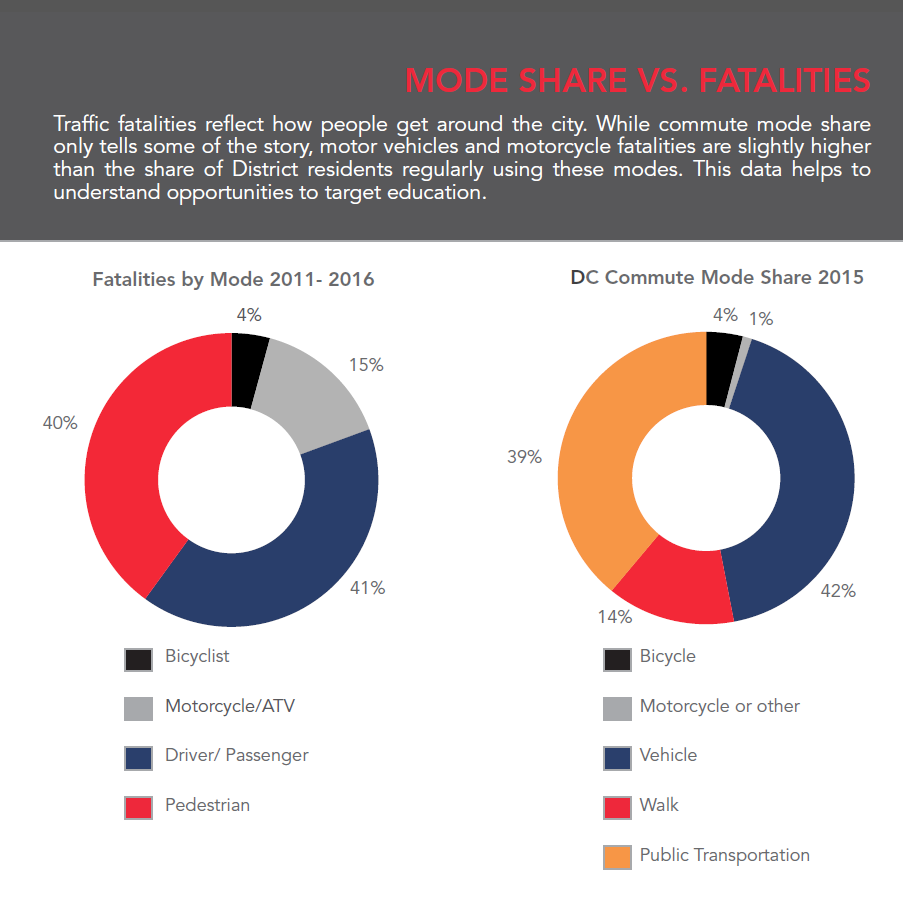 MODE SHARE VS. FATALITIES
Traffic fatalities reflect how people get around the city. While commute mode share
only tells some of the story, motor vehicles and motorcycle fatalities are slightly higher
than the share of District residents regularly using these modes. This data helps to
understand opportunities to target education.
Fatalities by Mode 2011- 2016
4%
15%
40%
41%
Bicyclist
Motorcycle/ATV
Driver/ Passenger
Pedestrian
DC Commute Mode Share 2015
4%
1%
39%
42%
14%
Bicycle
Motorcycle or other
Vehicle
Walk
Public Transportation